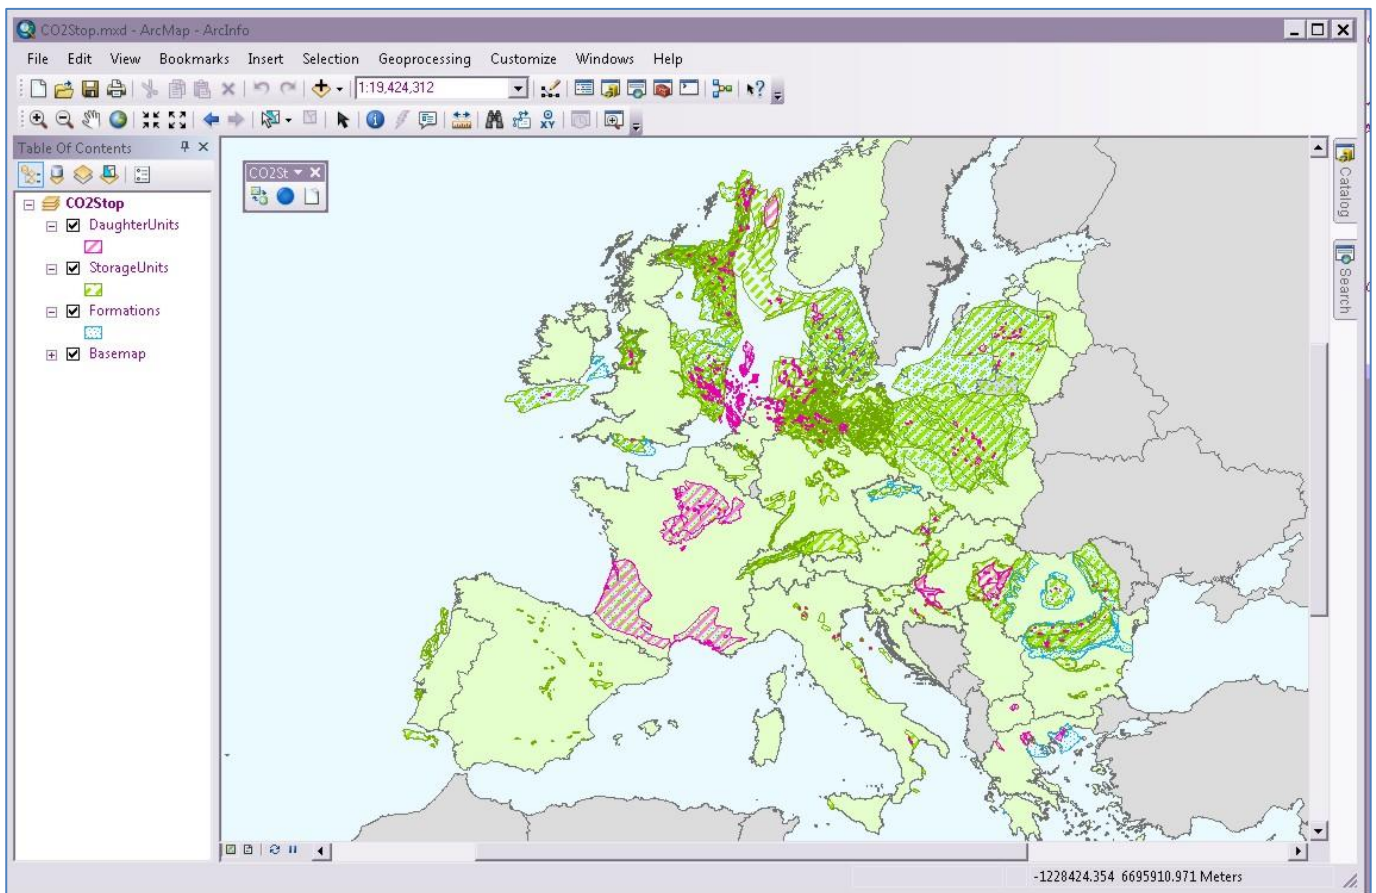 CO2Stop.mxd - ArcMap - ArcInfo
File Edit View Bookmarks Insert Selection Geoprocessing Customize Windows Help
1:19,424,312
Table Of Contents
CO2Stop
DaughterUnits
StorageUnits
Formations
Basemap
CO2St
Catalog
Search
-1228424.354 6695910.971 Meters